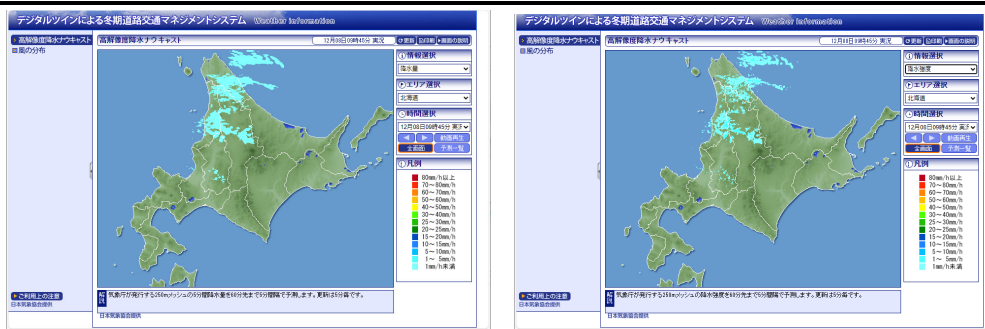 デジタルツインによる冬期道路交通マネジメントシステム Weather information
高解像度降水ナウキャスト
風の分布
高解像度降水ナウキャスト
12月08日09時45分 実況
更新 印刷 画面の説明
情報選択
降水量
エリア選択
北海道
時間選択
12月08日09時45分 実況
動画再生
全画面 予測一覧
凡例
80mm/h以上
70～80mm/h
60～70mm/h
50～60mm/h
40～50mm/h
30～40mm/h
25～30mm/h
20～25mm/h
15～20mm/h
10～15mm/h
5～10mm/h
1～ 5mm/h
1mm/h未満
ご利用上の注意
日本気象協会提供
解説 気象庁が発行する250mメッシュの5分間降水量を60分先まで5分間隔で予測します。更新は5分毎です。
日本気象協会提供
デジタルツインによる冬期道路交通マネジメントシステム Weather information
高解像度降水ナウキャスト
風の分布
高解像度降水ナウキャスト
12月08日09時45分 実況
更新 印刷 画面の説明
情報選択
降水強度
エリア選択
北海道
時間選択
12月08日09時45分 実況
動画再生
全画面 予測一覧
凡例
80mm/h以上
70～80mm/h
60～70mm/h
50～60mm/h
40～50mm/h
30～40mm/h
25～30mm/h
20～25mm/h
15～20mm/h
10～15mm/h
5～10mm/h
1～ 5mm/h
1mm/h未満
ご利用上の注意
日本気象協会提供
解説 気象庁が発行する250mメッシュの降水強度を60分先まで5分間隔で予測します。更新は5分毎です。
日本気象協会提供